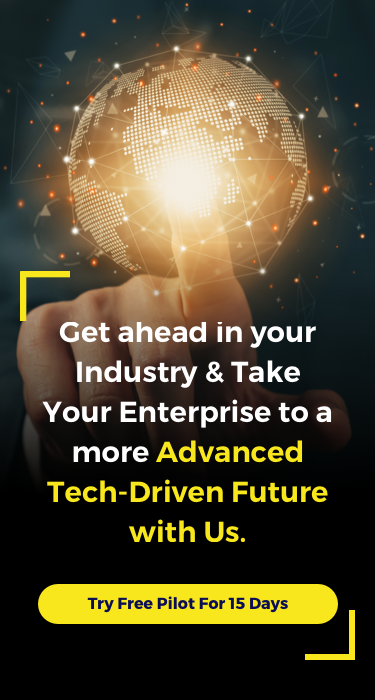 Get ahead in your
Industry & Take
Your Enterprise to a
more Advanced
Tech-Driven Future
with Us.
Try Free Pilot For 15 Days